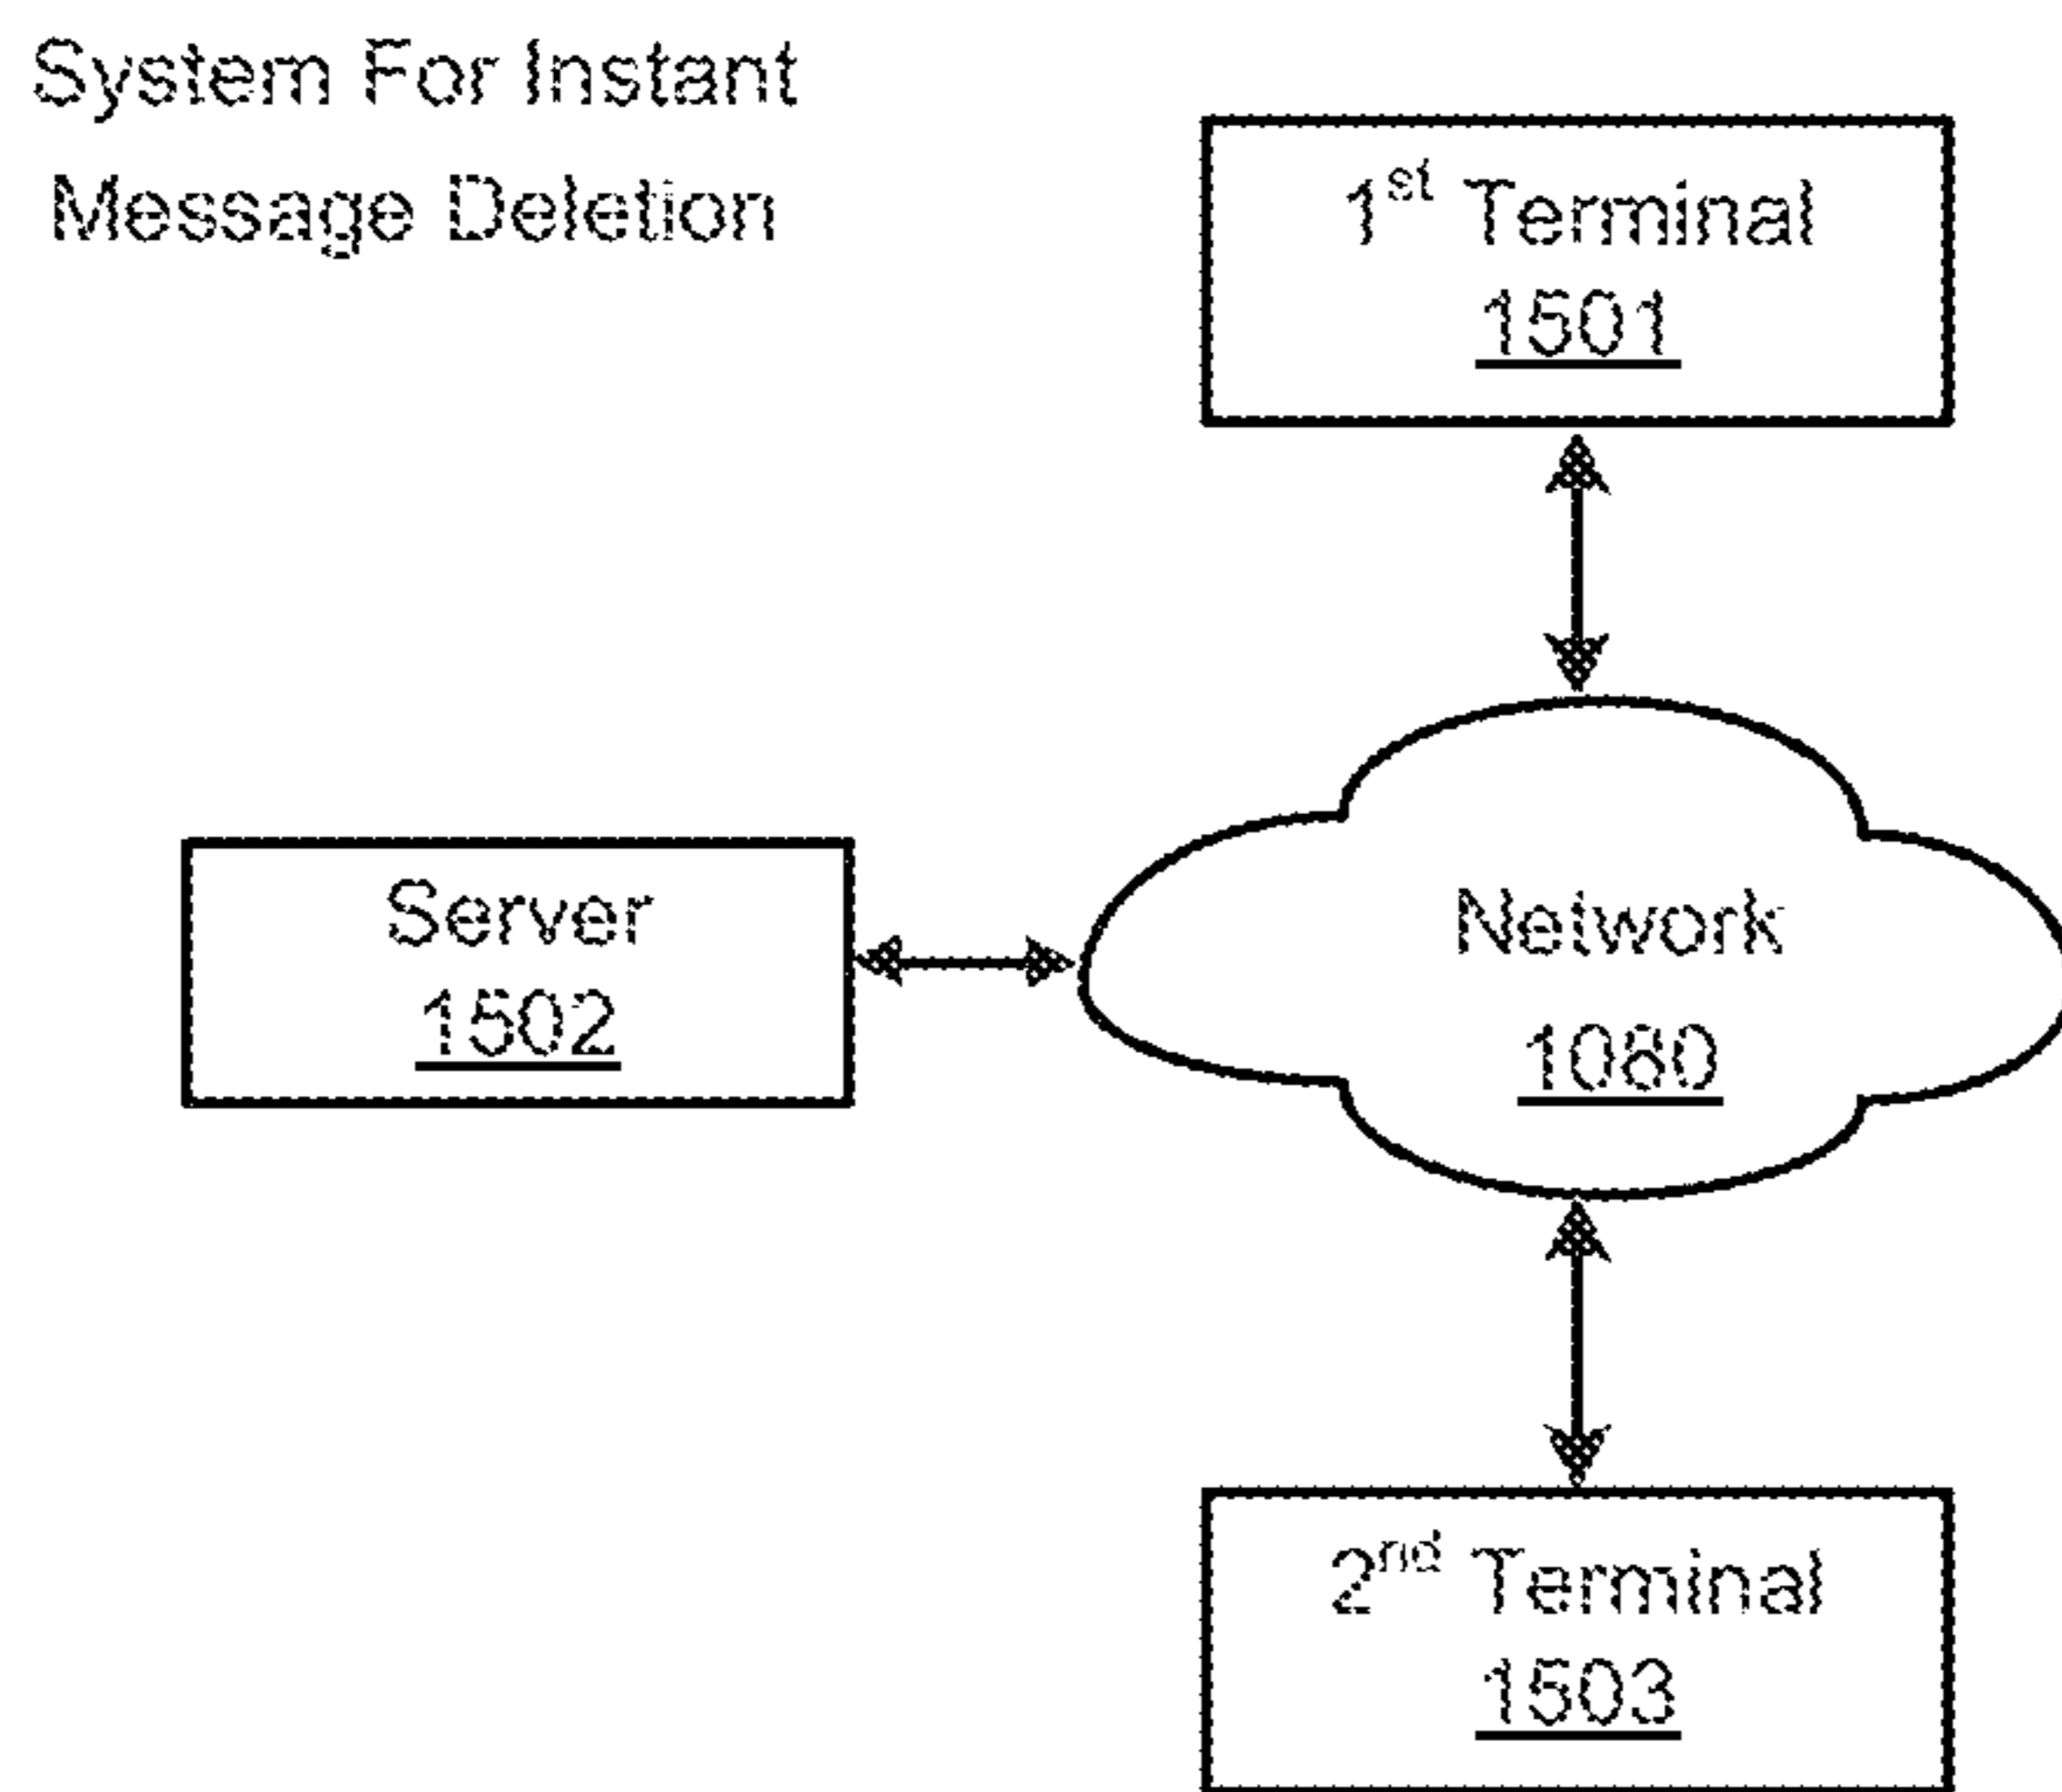 System For Instant
Message Deletion
1st Terminal
1501
Server
1502
Network
1080
2nd Terminal
1503